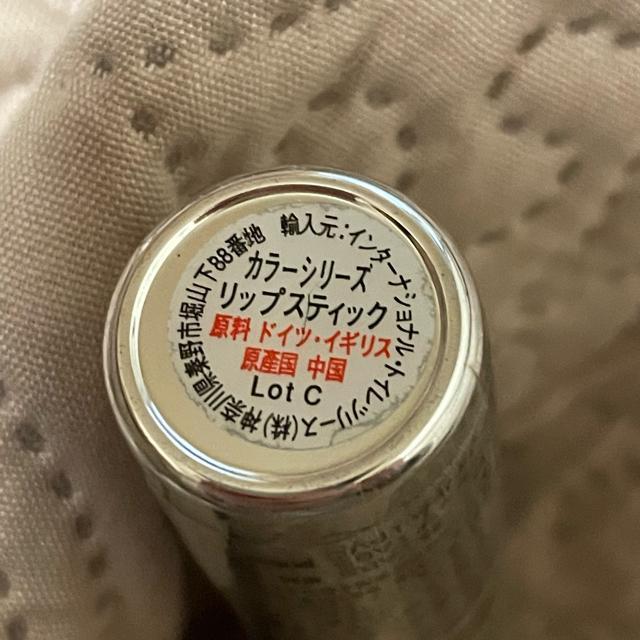 輸入元:インターナショナルトイレツリース(株)神奈川県秦野市堀山下88番地
カラーシリーズ
リップスティック
原料 ドイツ・イギリス
原産国 中国
Lot C